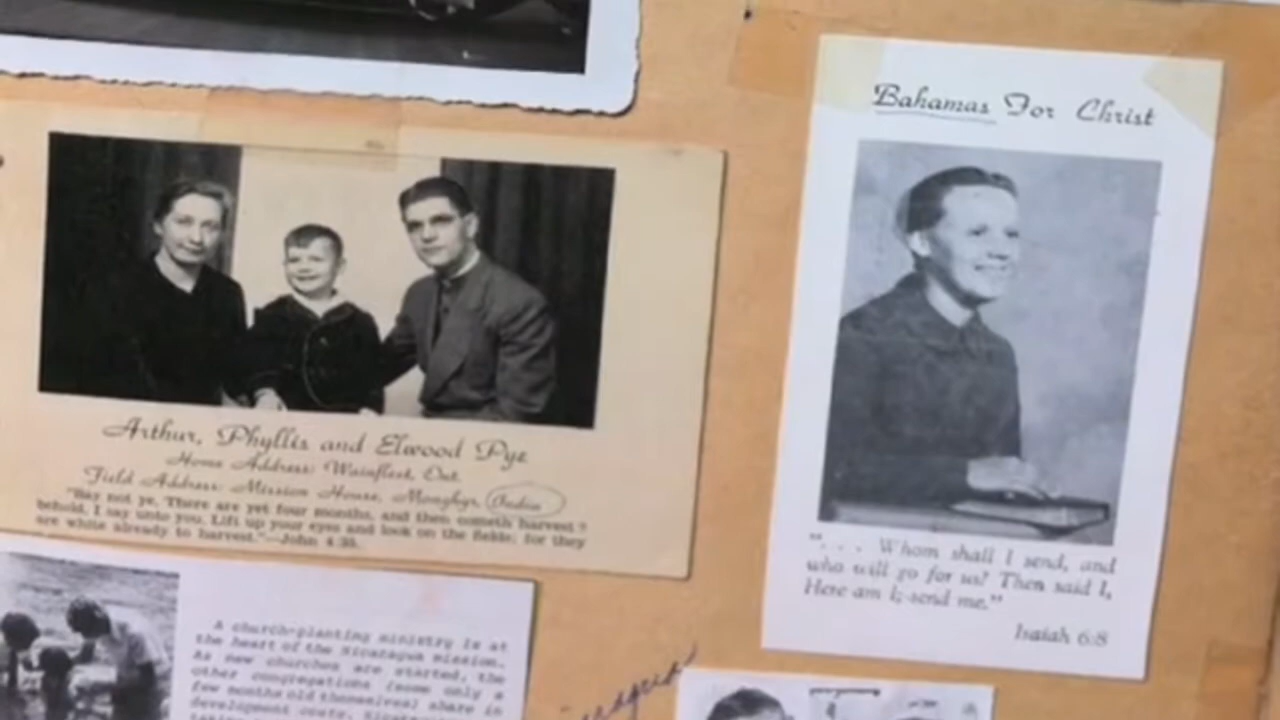 Arthur, Phyllis and Elwood Pye
Home Address: Wainfleet, Ont
Field Address: Mission House, Monghyr, India
"Say not ye, There are yet four months, and then cometh harvest?
behold, I say unto you, Lift up your eyes and look on the fields; for they
are white already to harvest."—John 4:35.
Bahamas For Christ
". . . Whom shall I send, and
who will go for us? Then said I,
Here am I; send me."
Isaiah 6:8
A church-planting ministry is at
the heart of the Nicaragua mission.
As new churches are started, the
other congregations (some only a
few months old themselves) share in
development costs.